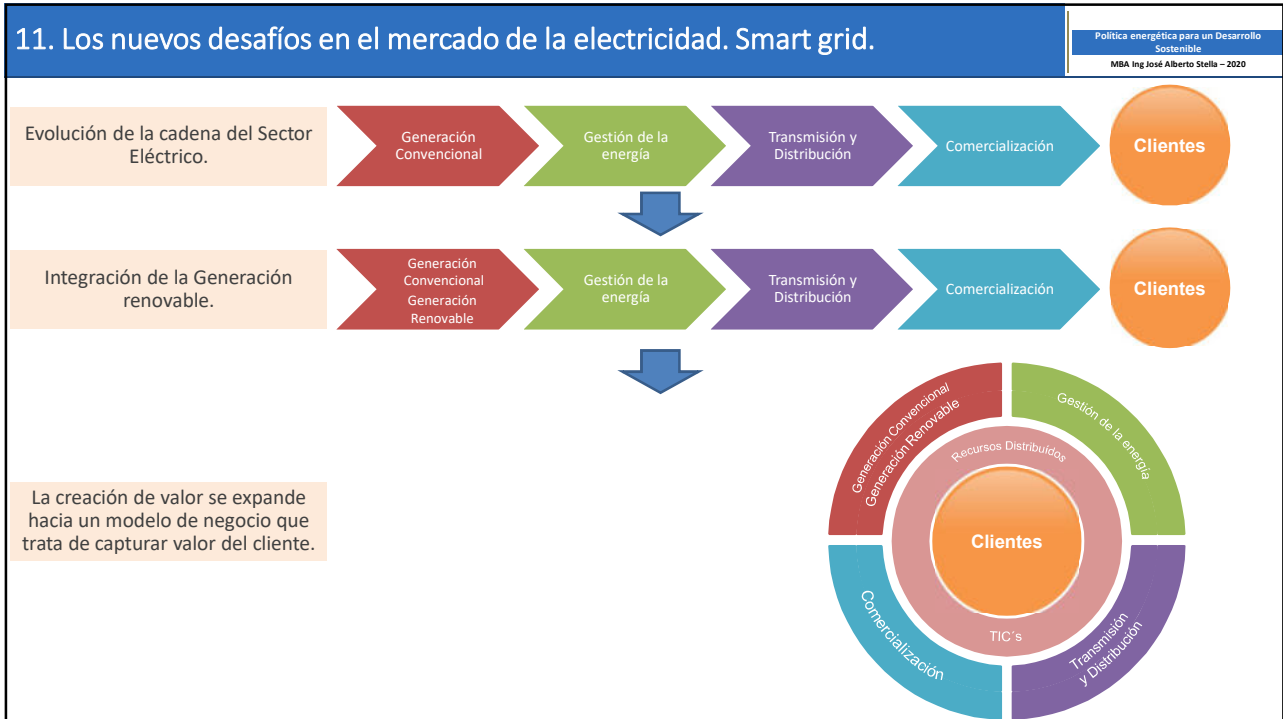 11. Los nuevos desafíos en el mercado de la electricidad. Smart grid.
Política energética para un Desarrollo
Sostenible
MBA Ing José Alberto Stella – 2020
Evolución de la cadena del Sector
Eléctrico.
Generación
Convencional
Gestión de la
energía
Transmisión y
Distribución
Comercialización
Clientes
Integración de la Generación
renovable.
Generación
Convencional
Generación
Renovable
Gestión de la
energía
Transmisión y
Distribución
Comercialización
Clientes
La creación de valor se expande
hacia un modelo de negocio que
trata de capturar valor del cliente.
Generación Convencional
Generación Renovable
Gestión de la energía
Recursos Distribuídos
Clientes
TIC´s
Comercialización
Transmisión
y Distribución